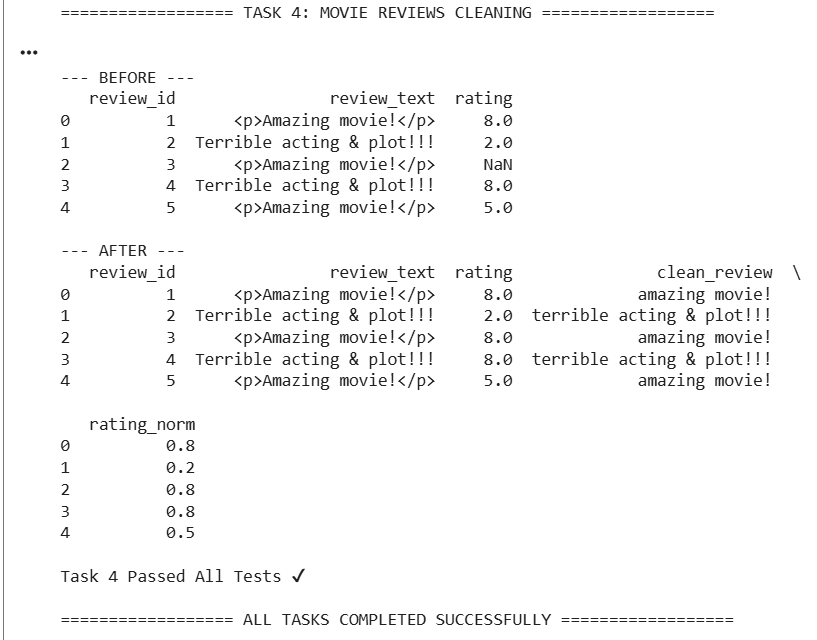 ================== TASK 4: MOVIE REVIEWS CLEANING ==================
...
--- BEFORE ---
   review_id               review_text  rating
0          1      <p>Amazing movie!</p>     8.0
1          2  Terrible acting & plot!!!     2.0
2          3      <p>Amazing movie!</p>     NaN
3          4  Terrible acting & plot!!!     8.0
4          5      <p>Amazing movie!</p>     5.0
--- AFTER ---
   review_id               review_text  rating               clean_review  \
0          1      <p>Amazing movie!</p>     8.0             amazing movie!
1          2  Terrible acting & plot!!!     2.0  terrible acting & plot!!!
2          3      <p>Amazing movie!</p>     8.0             amazing movie!
3          4  Terrible acting & plot!!!     8.0  terrible acting & plot!!!
4          5      <p>Amazing movie!</p>     5.0             amazing movie!
   rating_norm
0          0.8
1          0.2
2          0.8
3          0.8
4          0.5
Task 4 Passed All Tests ✓
================== ALL TASKS COMPLETED SUCCESSFULLY ==================